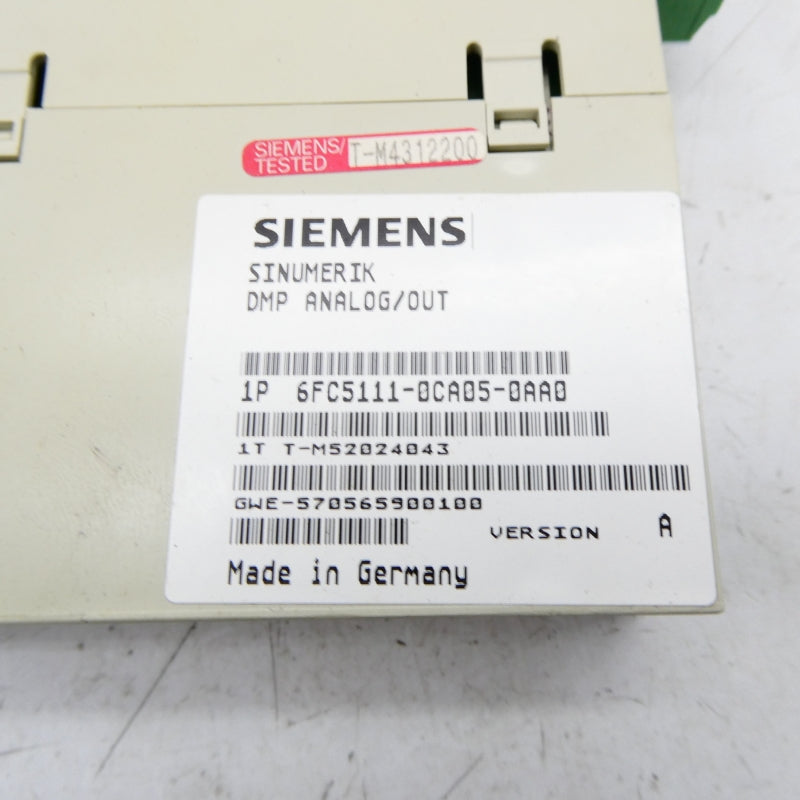 SIEMENS/
TESTED
T-M4312200
SIEMENS
SINUMERIK
DMP ANALOG/OUT
1P 6FC5111-0CA05-0AA0
1T T-M52024043
GWE-570565900100
VERSION A
Made in Germany